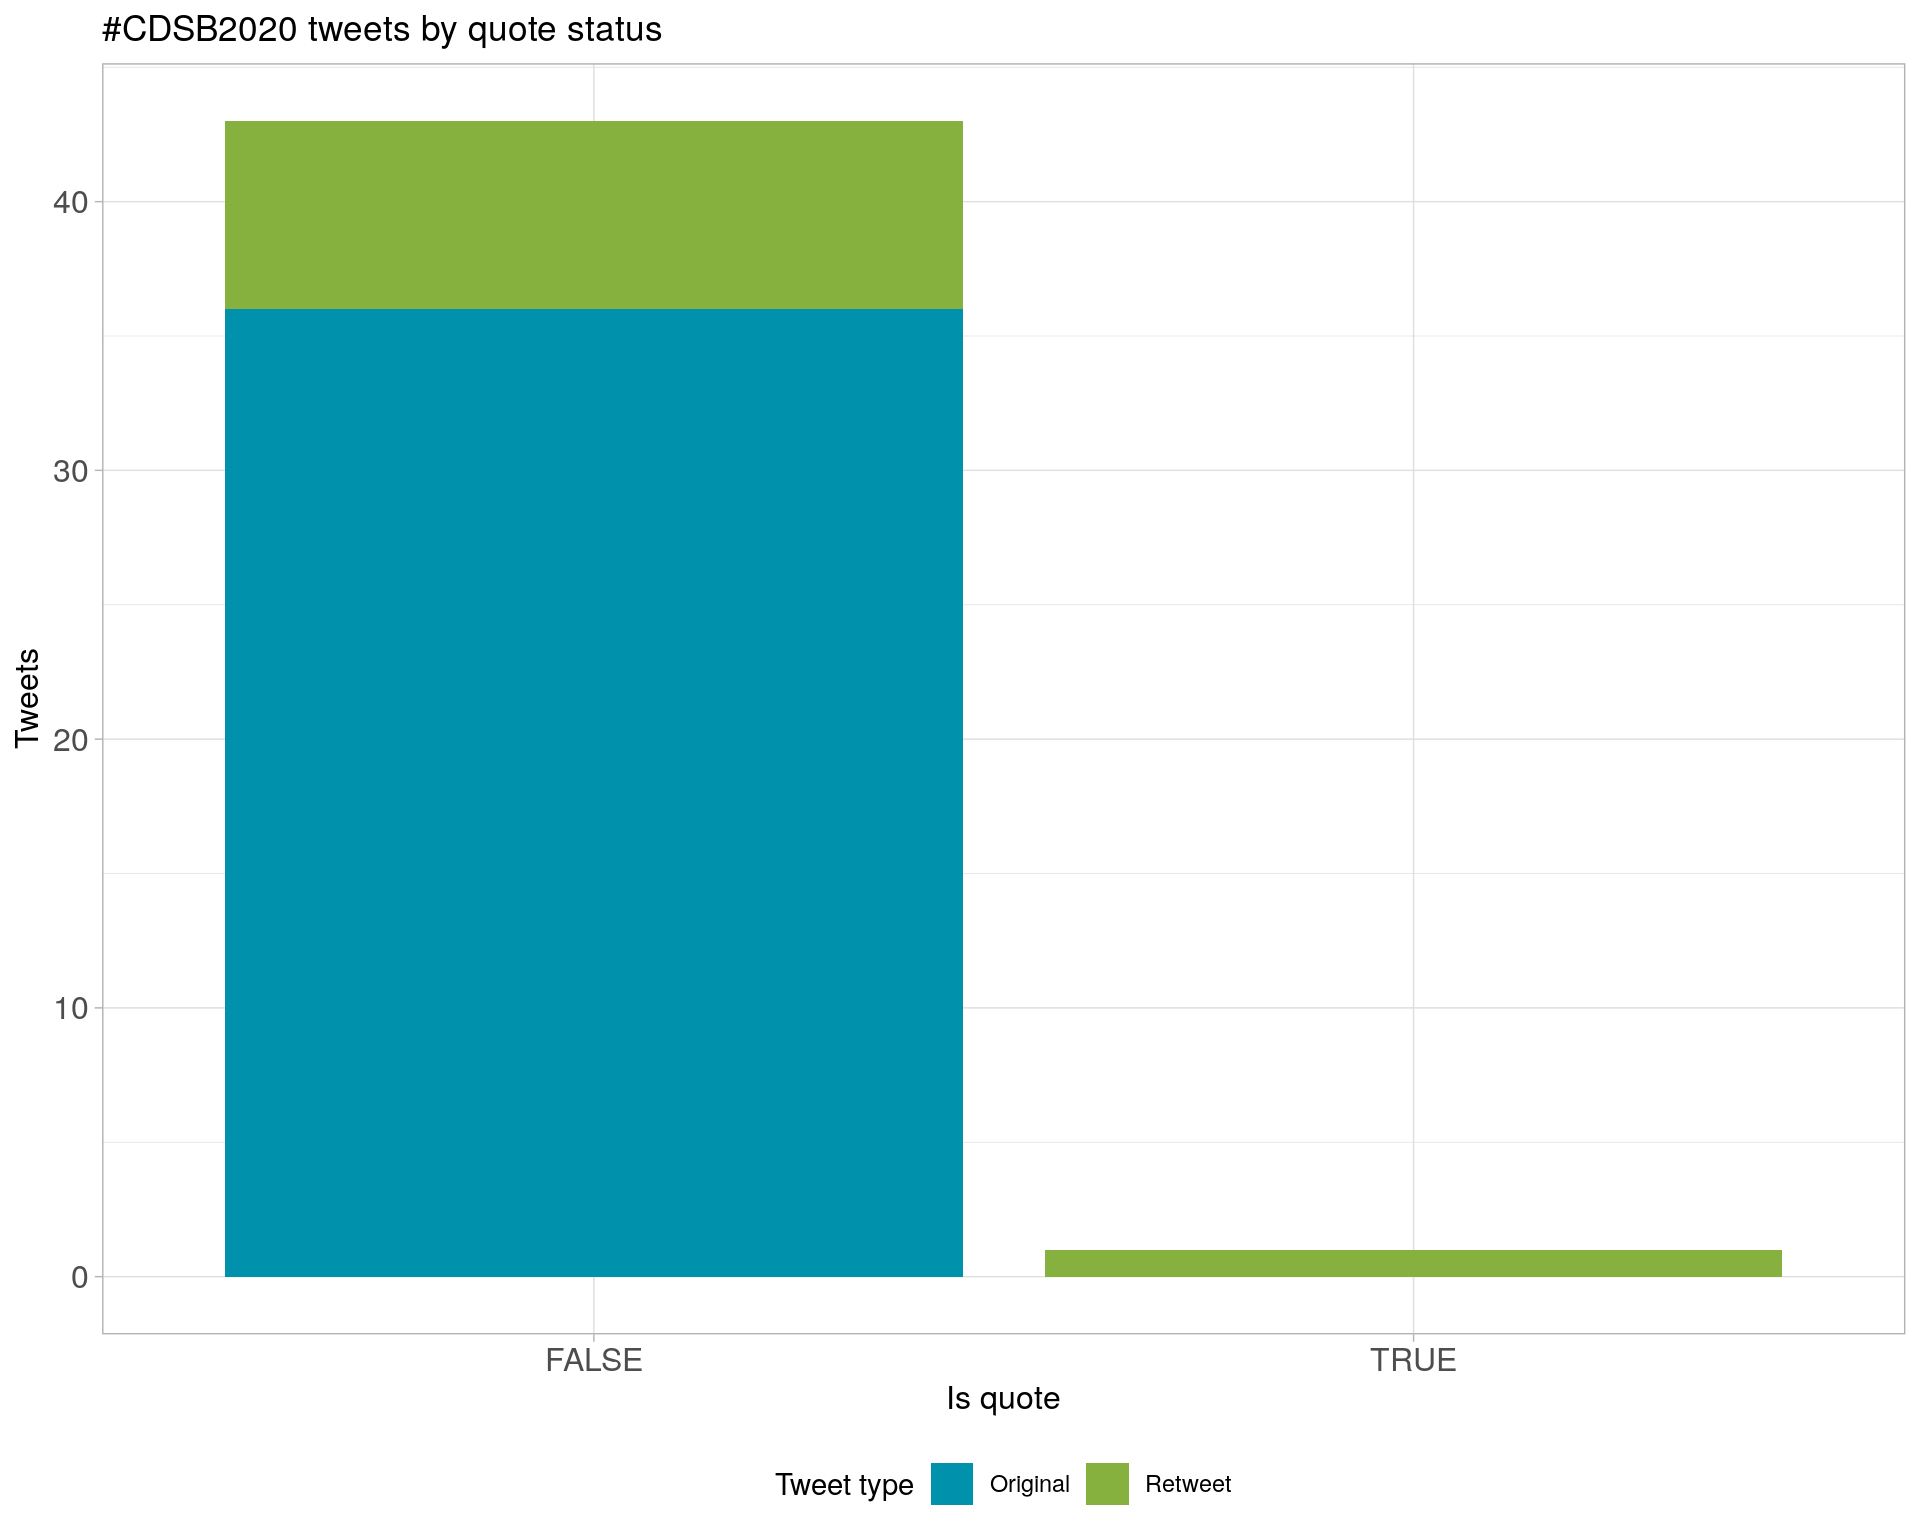 #CDSB2020 tweets by quote status
Tweets
40
30
20
10
0
FALSE TRUE
Is quote
Tweet type Original Retweet